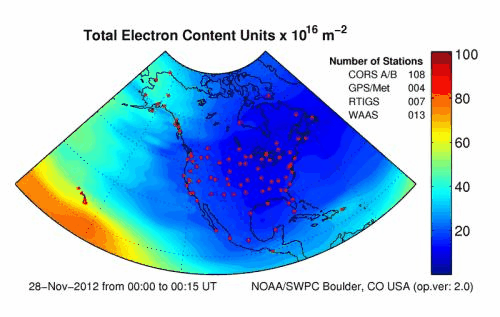 Total Electron Content Units x 10^16 m^−2
Number of Stations
CORS A/B 108
GPS/Met 004
RTIGS 007
WAAS 013
100
80
60
40
20
28−Nov−2012 from 00:00 to 00:15 UT NOAA/SWPC Boulder, CO USA (op.ver: 2.0)